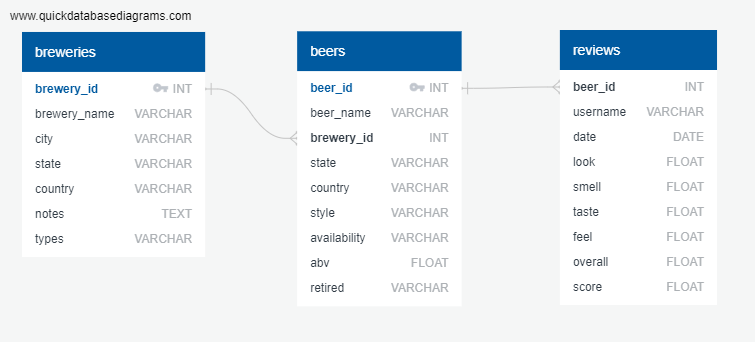 www.quickdatabasediagrams.com
breweries
brewery_id INT
brewery_name VARCHAR
city VARCHAR
state VARCHAR
country VARCHAR
notes TEXT
types VARCHAR
beers
beer_id INT
beer_name VARCHAR
brewery_id INT
state VARCHAR
country VARCHAR
style VARCHAR
availability VARCHAR
abv FLOAT
retired VARCHAR
reviews
beer_id INT
username VARCHAR
date DATE
look FLOAT
smell FLOAT
taste FLOAT
feel FLOAT
overall FLOAT
score FLOAT